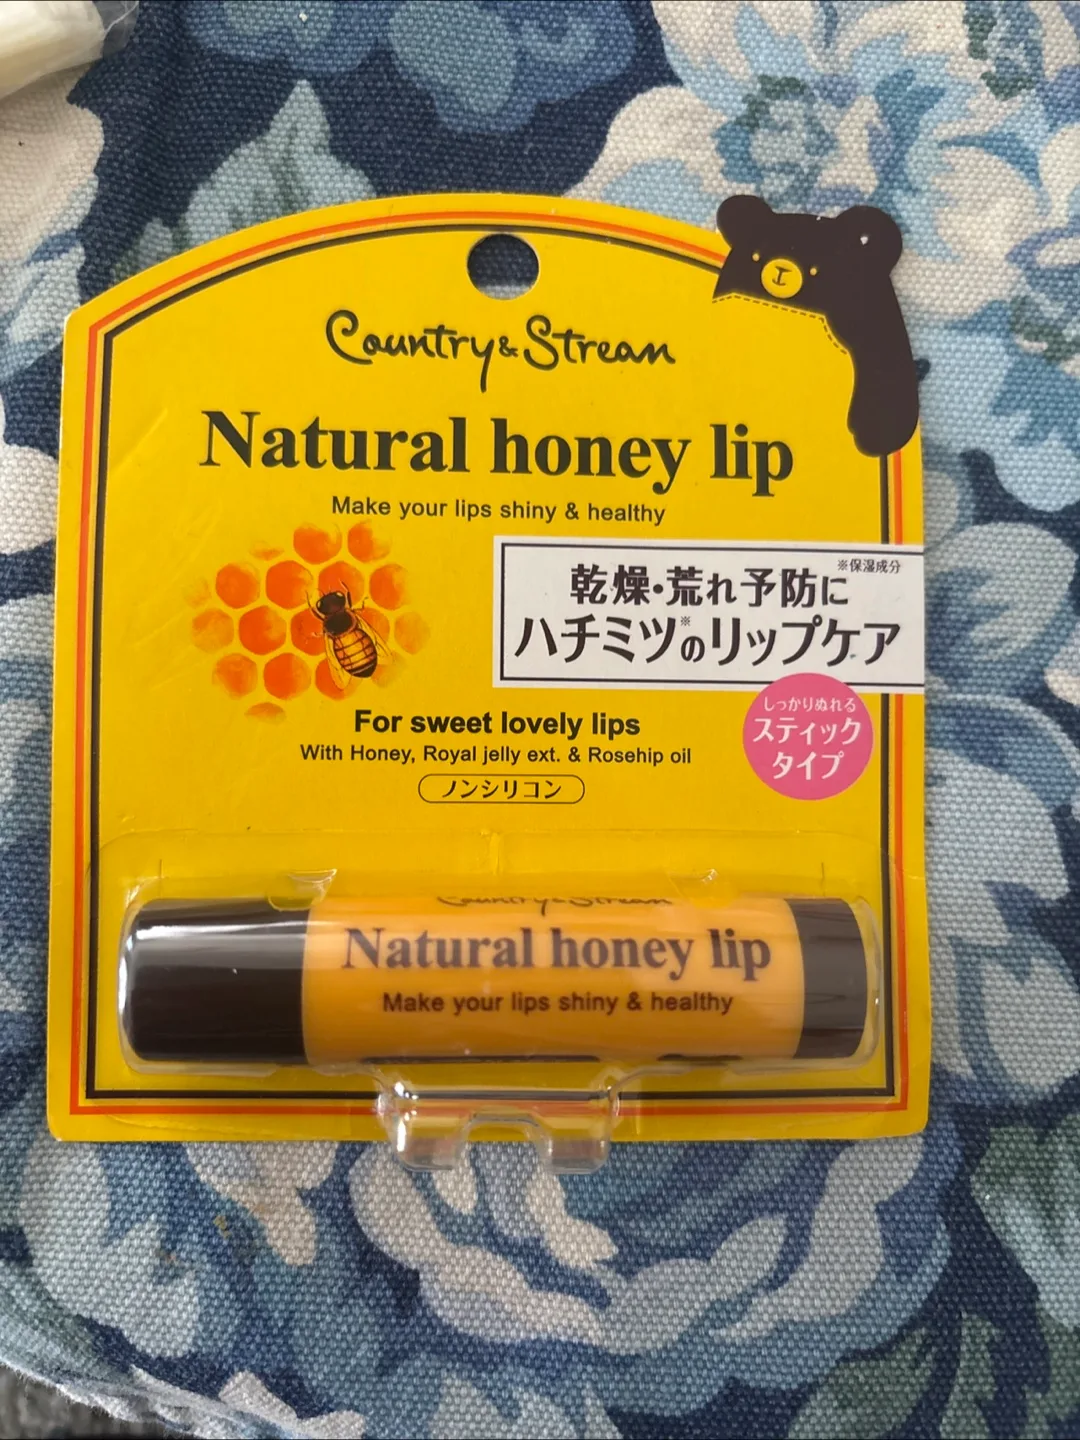 Country & Stream
Natural honey lip
Make your lips shiny & healthy
※保湿成分
乾燥・荒れ予防に
ハチミツ※のリップケア
しっかりぬれる
スティック
タイプ
For sweet lovely lips
With Honey, Royal jelly ext. & Rosehip oil
ノンシリコン
Country & Stream
Natural honey lip
Make your lips shiny & healthy